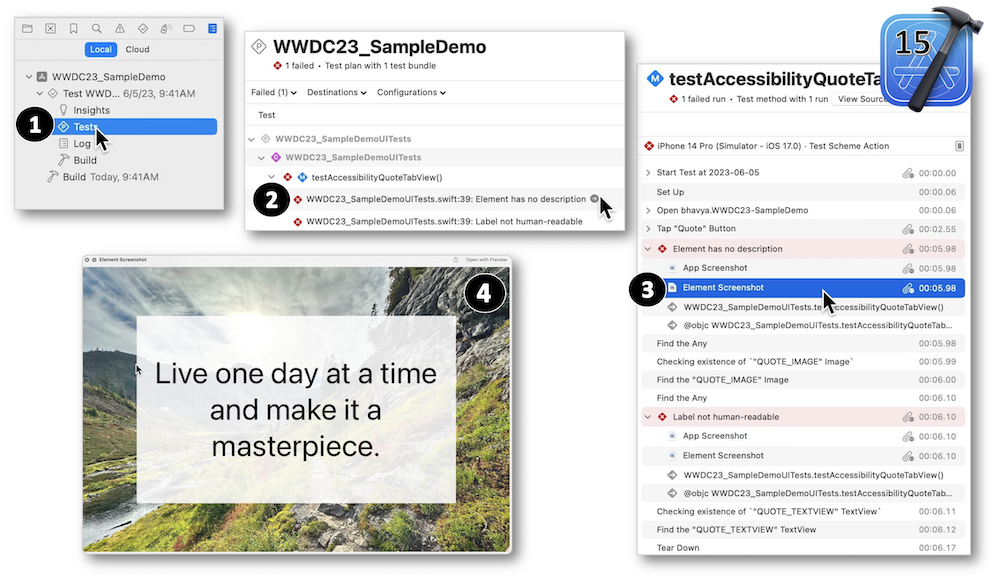 Local Cloud
WWDC23_SampleDemo
Test WWD... 6/5/23, 9:41AM
Insights
1
Tests
Log
Build
Build Today, 9:41AM
WWDC23_SampleDemo
1 failed • Test plan with 1 test bundle
Failed (1) Destinations Configurations
Test
WWDC23_SampleDemoUITests
WWDC23_SampleDemoUITests
testAccessibilityQuoteTabView()
2
WWDC23_SampleDemoUITests.swift:39: Element has no description
WWDC23_SampleDemoUITests.swift:39: Label not human-readable
15
testAccessibilityQuoteTa
1 failed run • Test method with 1 run View Source
iPhone 14 Pro (Simulator - iOS 17.0) · Test Scheme Action
Start Test at 2023-06-05 00:00.00
Set Up 00:00.00
Open bhavya.WWDC23-SampleDemo 00:00.06
Tap "Quote" Button 00:02.55
Element has no description 00:05.98
App Screenshot 00:05.98
3
Element Screenshot 00:05.98
WWDC23_SampleDemoUITests.testAccessibilityQuoteTabView()
@objc WWDC23_SampleDemoUITests.testAccessibilityQuoteTab...
Find the Any 00:05.98
Checking existence of `"QUOTE_IMAGE" Image` 00:05.99
Find the "QUOTE_IMAGE" Image 00:06.00
Find the Any 00:06.00
Label not human-readable 00:06.10
App Screenshot 00:06.10
Element Screenshot 00:06.10
WWDC23_SampleDemoUITests.testAccessibilityQuoteTabView()
@objc WWDC23_SampleDemoUITests.testAccessibilityQuoteTab...
Checking existence of `"QUOTE_TEXTVIEW" TextView` 00:06.11
Find the "QUOTE_TEXTVIEW" TextView 00:06.12
Tear Down 00:06.17
Element Screenshot Open with Preview
4
Live one day at a time
and make it a
masterpiece.